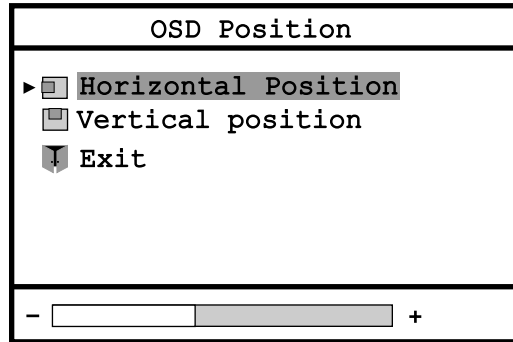 OSD Position
Horizontal Position
Vertical position
Exit
- +